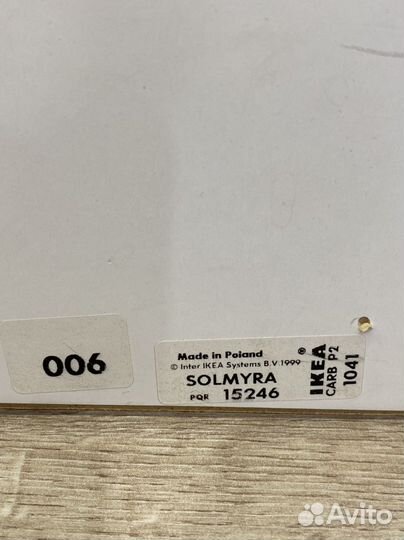 006
Made in Poland
© Inter IKEA Systems B.V. 1999
SOLMYRA
PQR 15246
IKEA®
CARB P2
1041
Avito